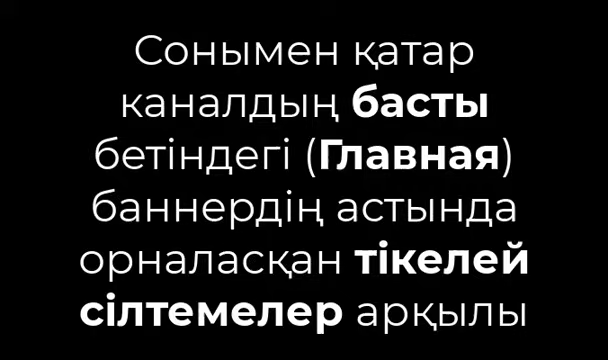 Сонымен қатар
каналдың басты
бетіндегі (Главная)
баннердің астында
орналасқан тікелей
сілтемелер арқылы